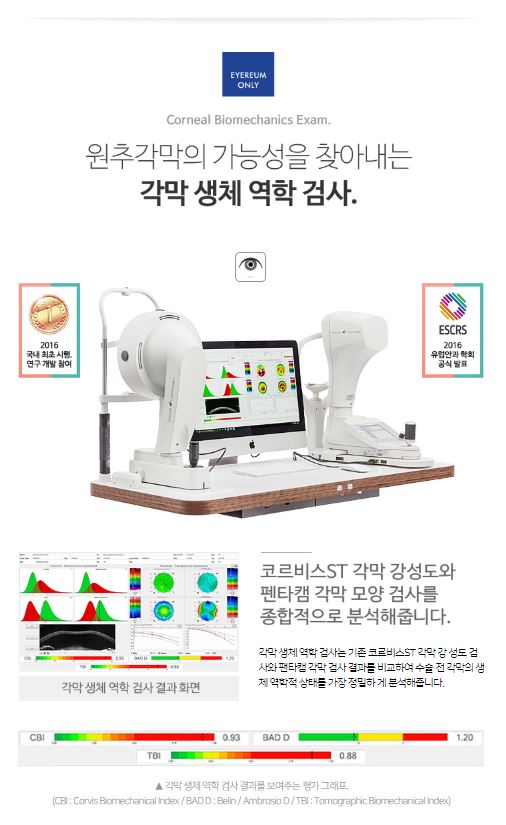 EYEREUM
ONLY
Corneal Biomechanics Exam.
원추각막의 가능성을 찾아내는
각막 생체 역학 검사.
2016
국내 최초 시행.
연구 개발 참여
ESCRS
2016
유럽안과 학회
공식 발표
코르비스ST 각막 강성도와
펜타캠 각막 모양 검사를
종합적으로 분석해줍니다.
각막 생체 역학 검사는 기존 코르비스ST 각막 강 성도 검
사와 펜타캠 각막 검사 결과를 비교하여 수술 전 각막의 생
체 역학적 상태를 가장 정밀하 게 분석해줍니다.
CBI 0.93 BAD D 1.20
TBI 0.88
각막 생체 역학 검사 결과 화면
CBI 0.93 BAD D 1.20
TBI 0.88
▲ 각막 생체 역학 검사 결과를 보여주는 평가 그래프.
(CBI : Corvis Biomechanical Index / BAD D : Belin / Ambrosio D / TBI : Tomographic Biomechanical Index)